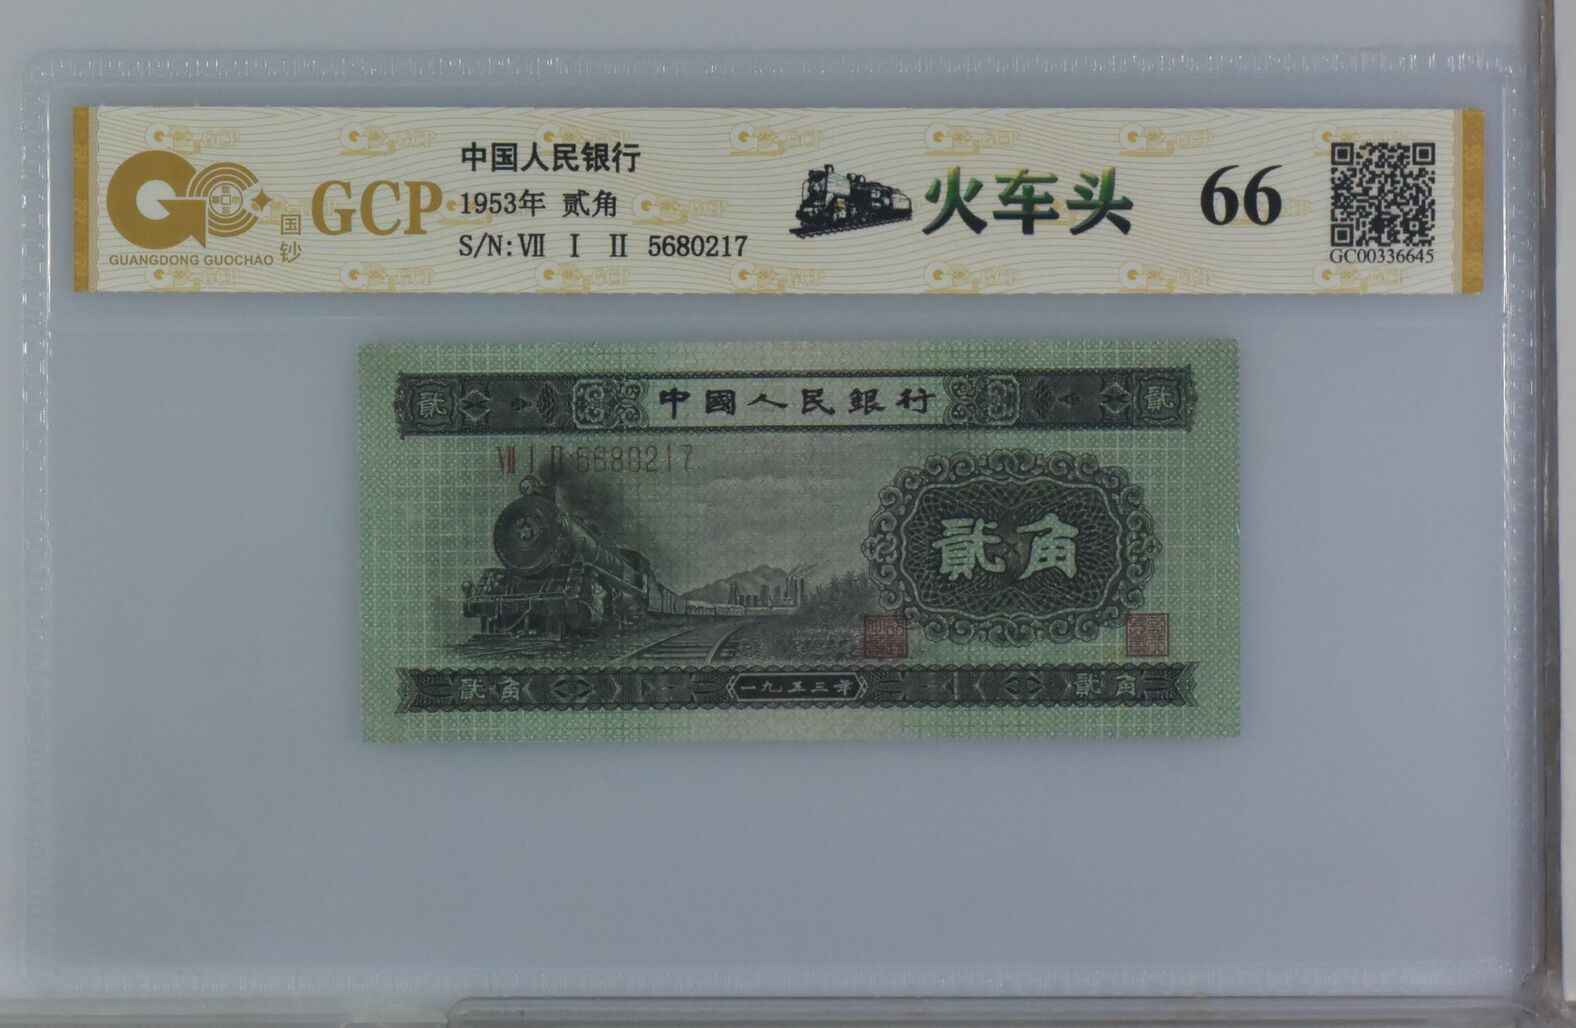 中国人民银行
GCP
1953年 贰角
国钞
S/N: Ⅶ Ⅰ Ⅱ 5680217
GUANGDONG GUOCHAO
火车头
66
GC00336645
貳 中國人民銀行 貳
Ⅶ Ⅰ Ⅱ 5680217
貳角
貳角 一九五三年 貳角